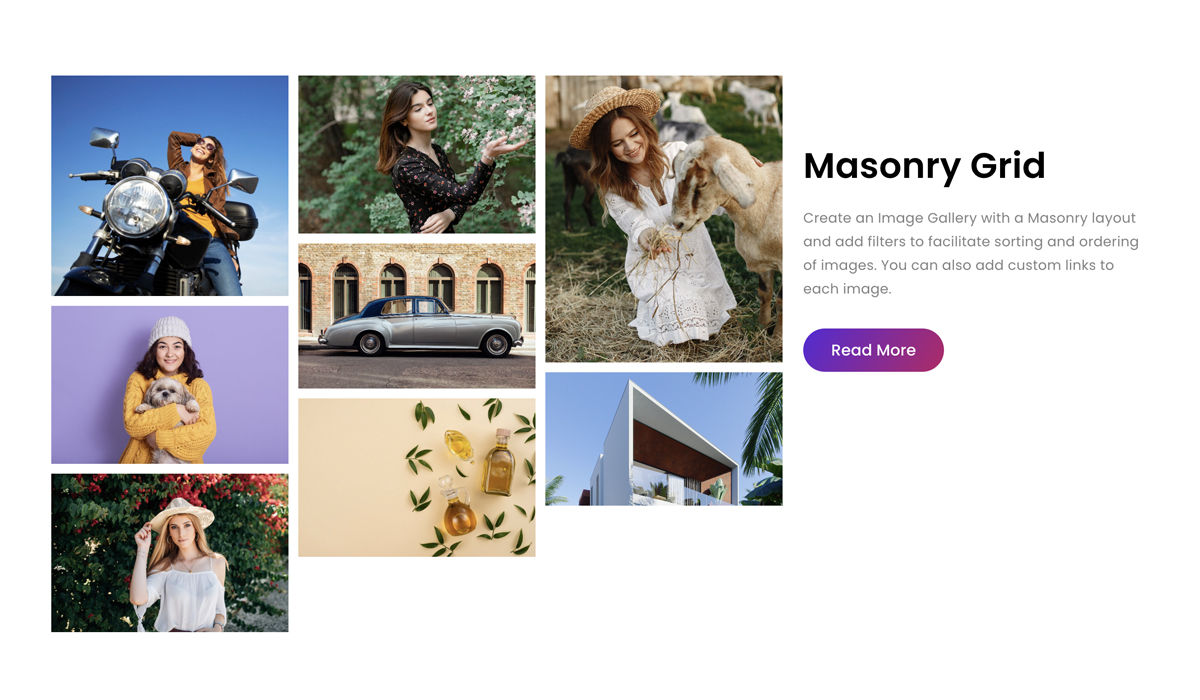 Masonry Grid
Create an Image Gallery with a Masonry layout
and add filters to facilitate sorting and ordering
of images. You can also add custom links to
each image.
Read More